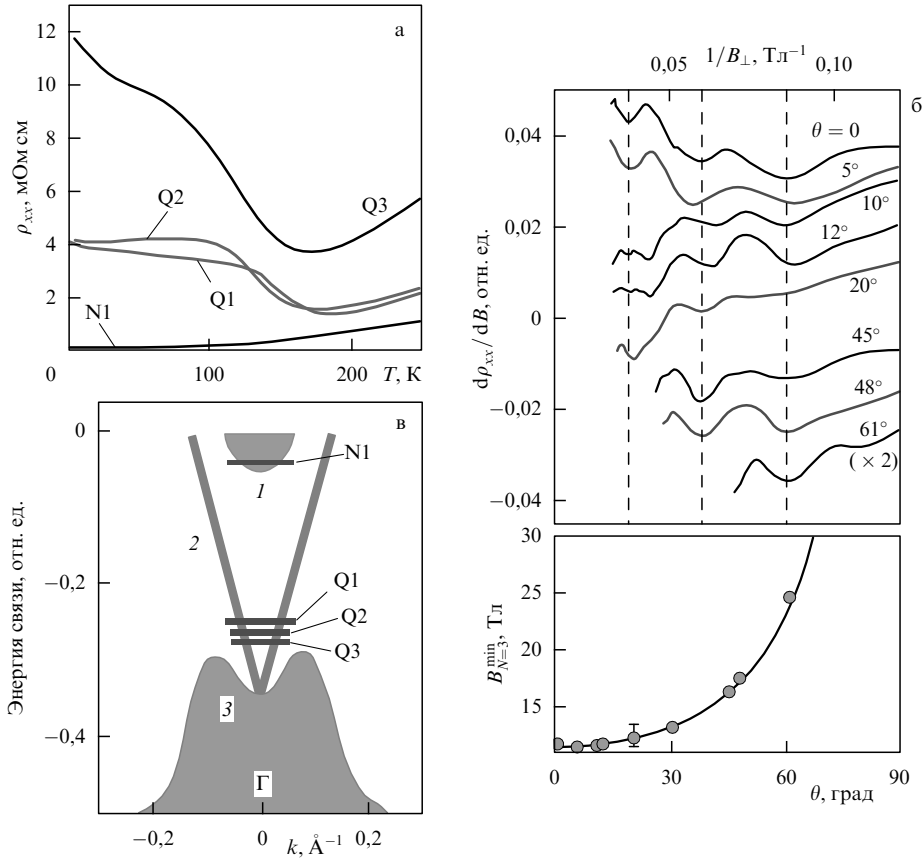 а
12
10
8
6
4
2
0
100
200
T, К
ρxx, мОм см
Q3
Q2
Q1
N1
в
0
−0,2
−0,4
Энергия связи, отн. ед.
N1
1
2
Q1
Q2
Q3
3
Γ
−0,2
0
0,2
k, Å−1
б
1/B⊥, Тл−1
0,05
0,10
0,04
0,02
0
−0,02
−0,04
dρxx/dB, отн. ед.
θ = 0
5°
10°
12°
20°
45°
48°
61°
(×2)
30
25
20
15
BminN=3, Тл
0
30
60
90
θ, град